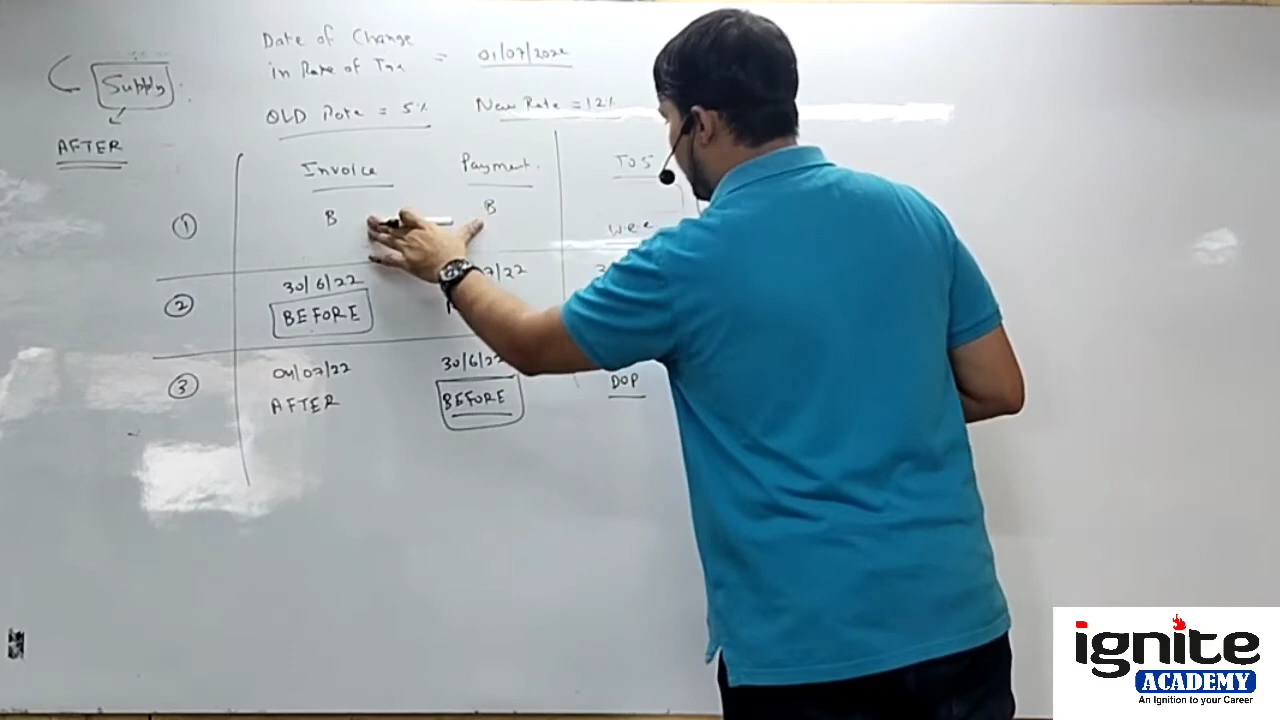 Date of Change
in Rate of Tax = 01/07/2022
Supply
OLD Rate = 5% New Rate = 12%
AFTER
Invoice Payment TOS
① B B WEE
② 30/6/22
BEFORE
③ 04/07/22 30/6/22
AFTER BEFORE DOP
ignite
ACADEMY
An Ignition to your Career